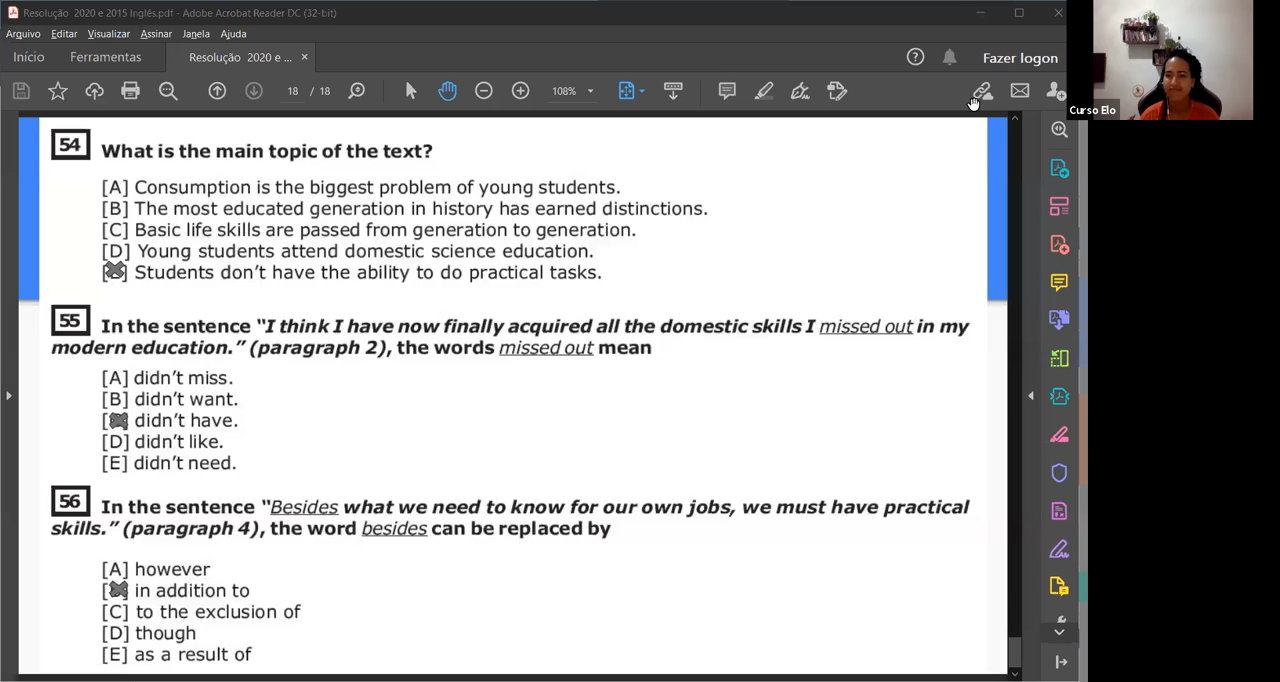 Resolução 2020 e 2015 Inglês.pdf - Adobe Acrobat Reader DC (32-bit)
Arquivo Editar Visualizar Assinar Janela Ajuda
Início Ferramentas Resolução 2020 e ... × Fazer logon
18 / 18 108%
Curso Elo
54 What is the main topic of the text?
[A] Consumption is the biggest problem of young students.
[B] The most educated generation in history has earned distinctions.
[C] Basic life skills are passed from generation to generation.
[D] Young students attend domestic science education.
[E] Students don't have the ability to do practical tasks.
55 In the sentence "I think I have now finally acquired all the domestic skills I missed out in my
modern education." (paragraph 2), the words missed out mean
[A] didn't miss.
[B] didn't want.
[ ] didn't have.
[D] didn't like.
[E] didn't need.
56 In the sentence "Besides what we need to know for our own jobs, we must have practical
skills." (paragraph 4), the word besides can be replaced by
[A] however
[ ] in addition to
[C] to the exclusion of
[D] though
[E] as a result of